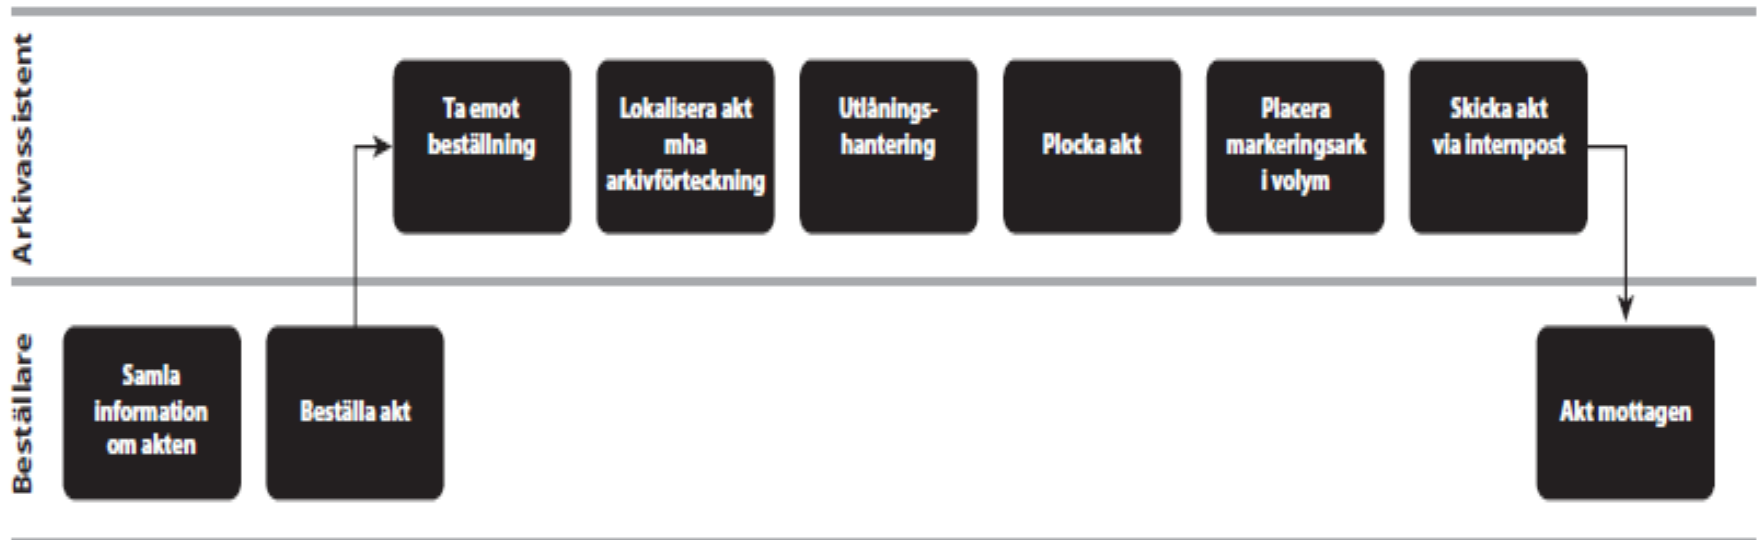 Arkivassistent
Ta emot
beställning
Lokalisera akt
mha
arkivförteckning
Utlånings-
hantering
Plocka akt
Placera
markeringsark
i volym
Skicka akt
via internpost
Beställare
Samla
information
om akten
Beställa akt
Akt mottagen